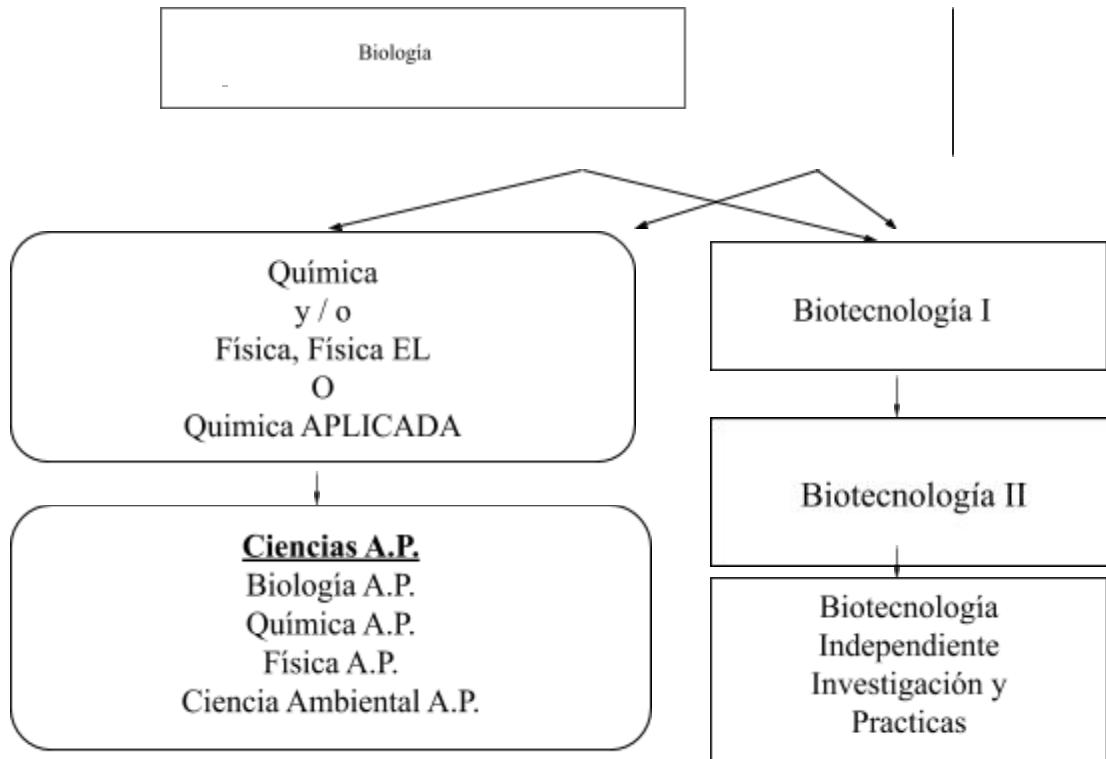 Biologia
Química
y / o
Física, Física EL
O
Quimica APLICADA
Ciencias A.P.
Biología A.P.
Química A.P.
Física A.P.
Ciencia Ambiental A.P.
Biotecnología I
Biotecnología II
Biotecnología
Independiente
Investigación y
Practicas